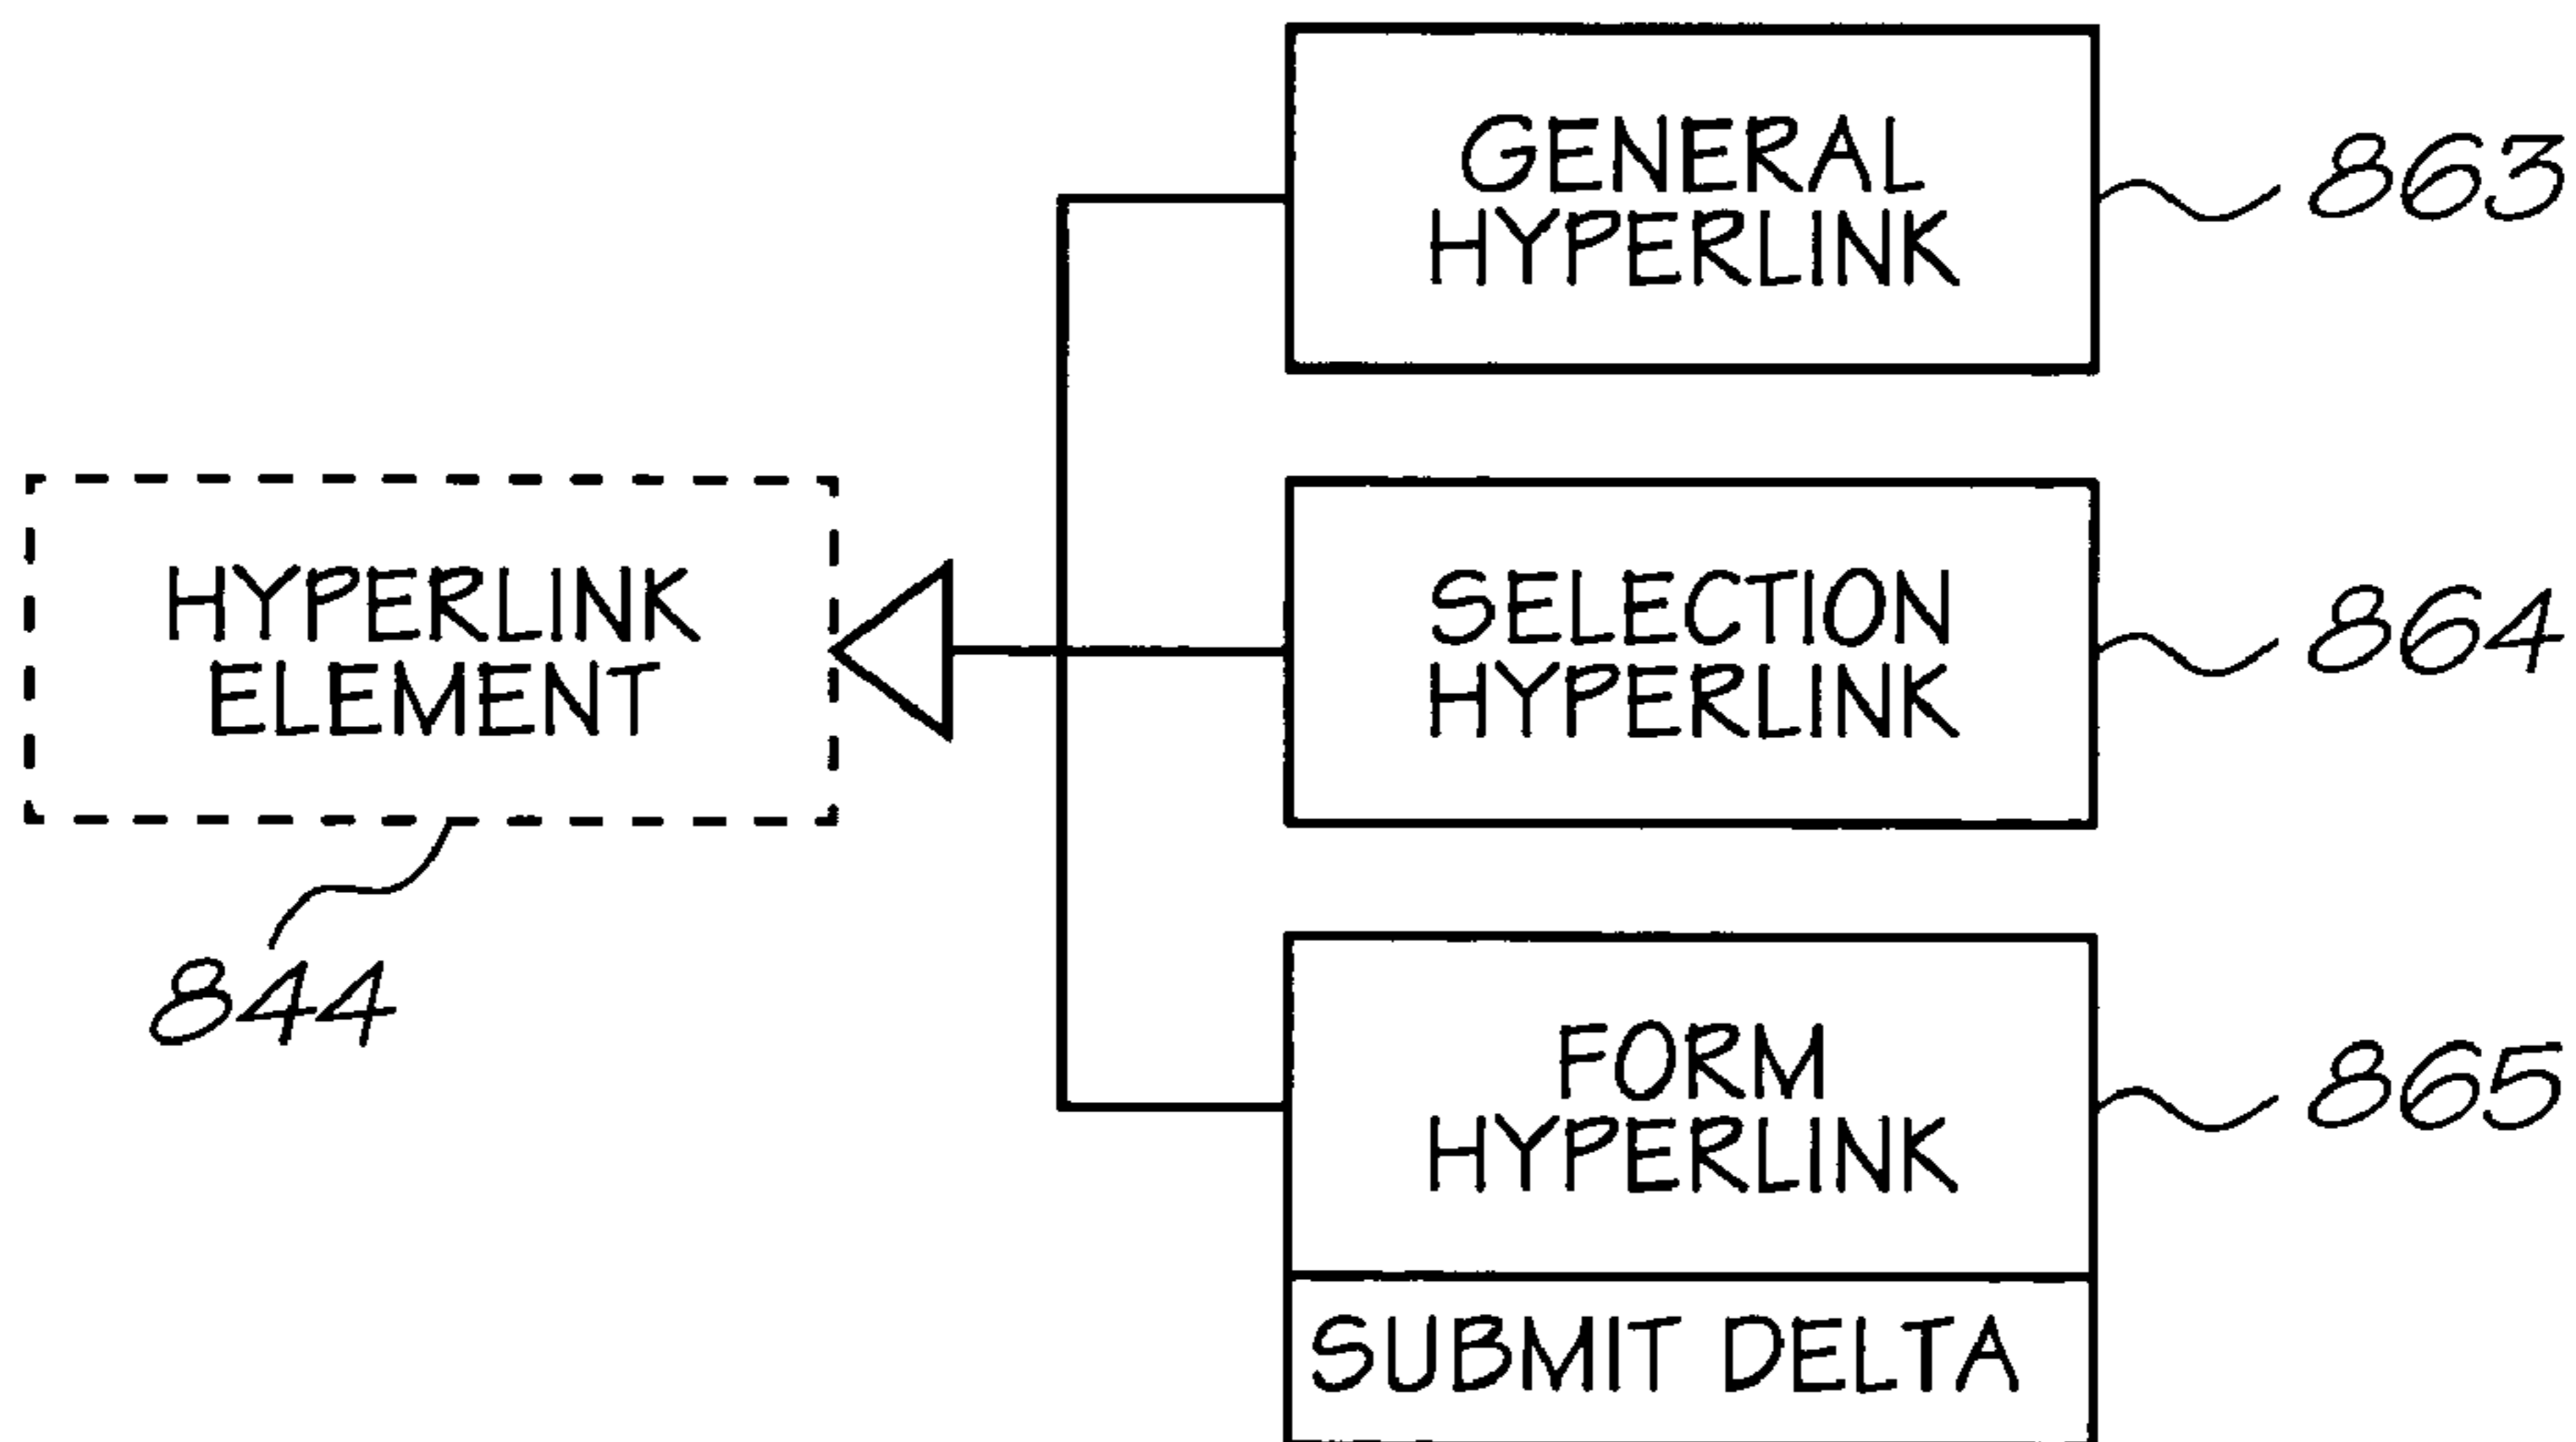 GENERAL
HYPERLINK
863
HYPERLINK
ELEMENT
844
SELECTION
HYPERLINK
864
FORM
HYPERLINK
865
SUBMIT DELTA